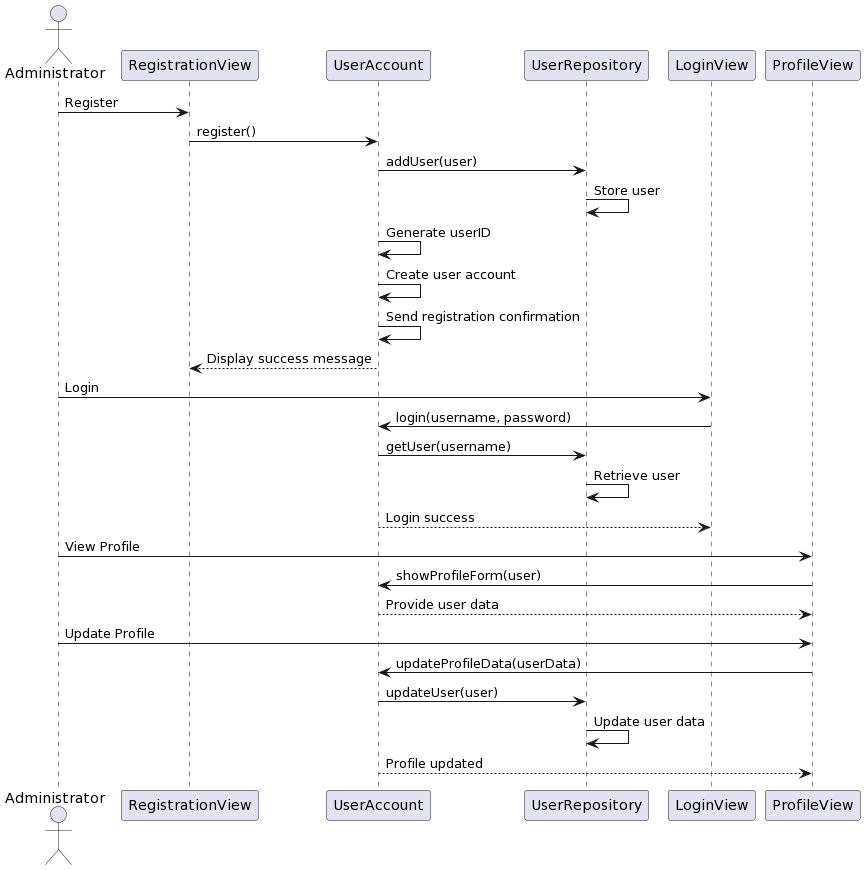 Administrator
RegistrationView
UserAccount
UserRepository
LoginView
ProfileView
Register
register()
addUser(user)
Store user
Generate userID
Create user account
Send registration confirmation
Display success message
Login
login(username, password)
getUser(username)
Retrieve user
Login success
View Profile
showProfileForm(user)
Provide user data
Update Profile
updateProfileData(userData)
updateUser(user)
Update user data
Profile updated
Administrator
RegistrationView
UserAccount
UserRepository
LoginView
ProfileView